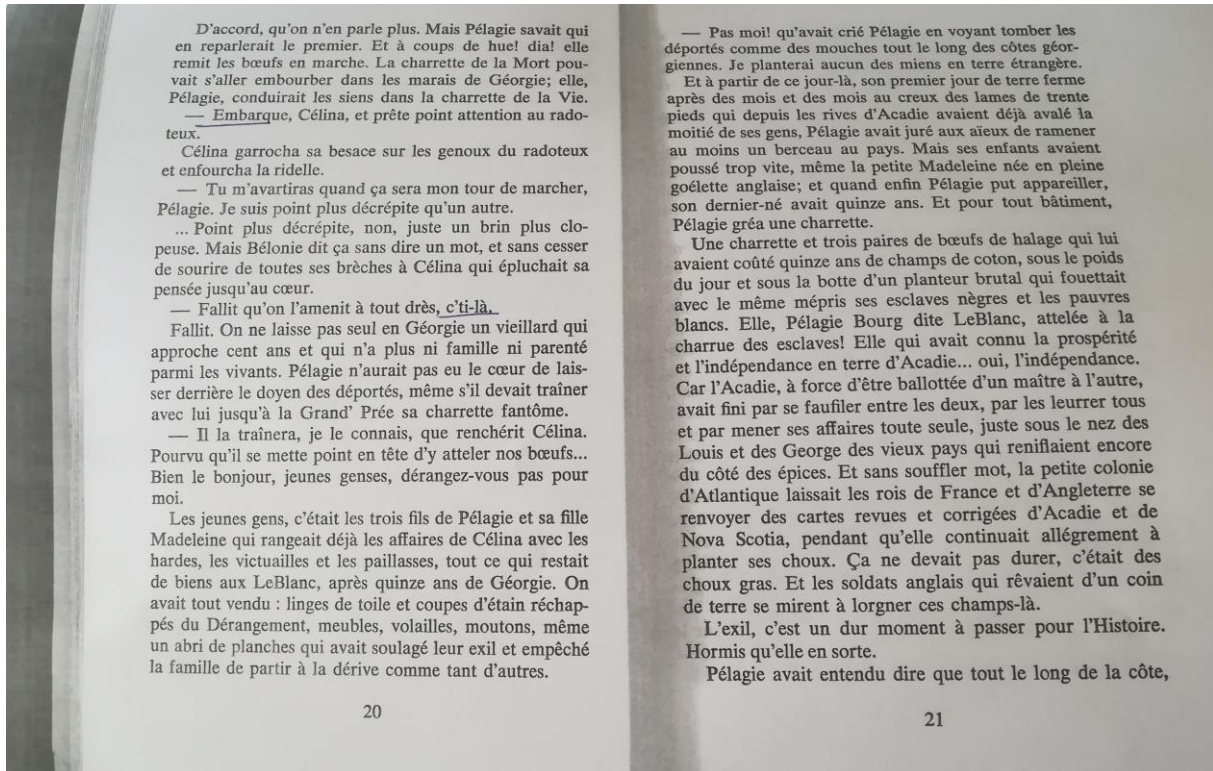 D'accord, qu'on n'en parle plus. Mais Pélagie savait qui
en reparlerait le premier. Et à coups de hue! dia! elle
remit les bœufs en marche. La charrette de la Mort pou-
vait s'aller embourber dans les marais de Géorgie; elle,
Pélagie, conduirait les siens dans la charrette de la Vie.
— Embarque, Célina, et prête point attention au rado-
teux.
Célina garrocha sa besace sur les genoux du radoteux
et enfourcha la ridelle.
— Tu m'avartiras quand ça sera mon tour de marcher,
Pélagie. Je suis point plus décrépite qu'un autre.
... Point plus décrépite, non, juste un brin plus clo-
peuse. Mais Bélonie dit ça sans dire un mot, et sans cesser
de sourire de toutes ses brèches à Célina qui épluchait sa
pensée jusqu'au cœur.
— Fallit qu'on l'amenit à tout drès, c'ti-là.
Fallit. On ne laisse pas seul en Géorgie un vieillard qui
approche cent ans et qui n'a plus ni famille ni parenté
parmi les vivants. Pélagie n'aurait pas eu le cœur de lais-
ser derrière le doyen des déportés, même s'il devait traîner
avec lui jusqu'à la Grand' Prée sa charrette fantôme.
— Il la traînera, je le connais, que renchérit Célina.
Pourvu qu'il se mette point en tête d'y atteler nos bœufs...
Bien le bonjour, jeunes genses, dérangez-vous pas pour
moi.
Les jeunes gens, c'était les trois fils de Pélagie et sa fille
Madeleine qui rangeait déjà les affaires de Célina avec les
hardes, les victuailles et les paillasses, tout ce qui restait
de biens aux LeBlanc, après quinze ans de Géorgie. On
avait tout vendu : linges de toile et coupes d'étain réchap-
pés du Dérangement, meubles, volailles, moutons, même
un abri de planches qui avait soulagé leur exil et empêché
la famille de partir à la dérive comme tant d'autres.
20
— Pas moi! qu'avait crié Pélagie en voyant tomber les
déportés comme des mouches tout le long des côtes géor-
giennes. Je planterai aucun des miens en terre étrangère.
Et à partir de ce jour-là, son premier jour de terre ferme
après des mois et des mois au creux des lames de trente
pieds qui depuis les rives d'Acadie avaient déjà avalé la
moitié de ses gens, Pélagie avait juré aux aïeux de ramener
au moins un berceau au pays. Mais ses enfants avaient
poussé trop vite, même la petite Madeleine née en pleine
goélette anglaise; et quand enfin Pélagie put appareiller,
son dernier-né avait quinze ans. Et pour tout bâtiment,
Pélagie gréa une charrette.
Une charrette et trois paires de bœufs de halage qui lui
avaient coûté quinze ans de champs de coton, sous le poids
du jour et sous la botte d'un planteur brutal qui fouettait
avec le même mépris ses esclaves nègres et les pauvres
blancs. Elle, Pélagie Bourg dite LeBlanc, attelée à la
charrue des esclaves! Elle qui avait connu la prospérité
et l'indépendance en terre d'Acadie... oui, l'indépendance.
Car l'Acadie, à force d'être ballottée d'un maître à l'autre,
avait fini par se faufiler entre les deux, par les leurrer tous
et par mener ses affaires toute seule, juste sous le nez des
Louis et des George des vieux pays qui reniflaient encore
du côté des épices. Et sans souffler mot, la petite colonie
d'Atlantique laissait les rois de France et d'Angleterre se
renvoyer des cartes revues et corrigées d'Acadie et de
Nova Scotia, pendant qu'elle continuait allégrement à
planter ses choux. Ça ne devait pas durer, c'était des
choux gras. Et les soldats anglais qui rêvaient d'un coin
de terre se mirent à lorgner ces champs-là.
L'exil, c'est un dur moment à passer pour l'Histoire.
Hormis qu'elle en sorte.
Pélagie avait entendu dire que tout le long de la côte,
21